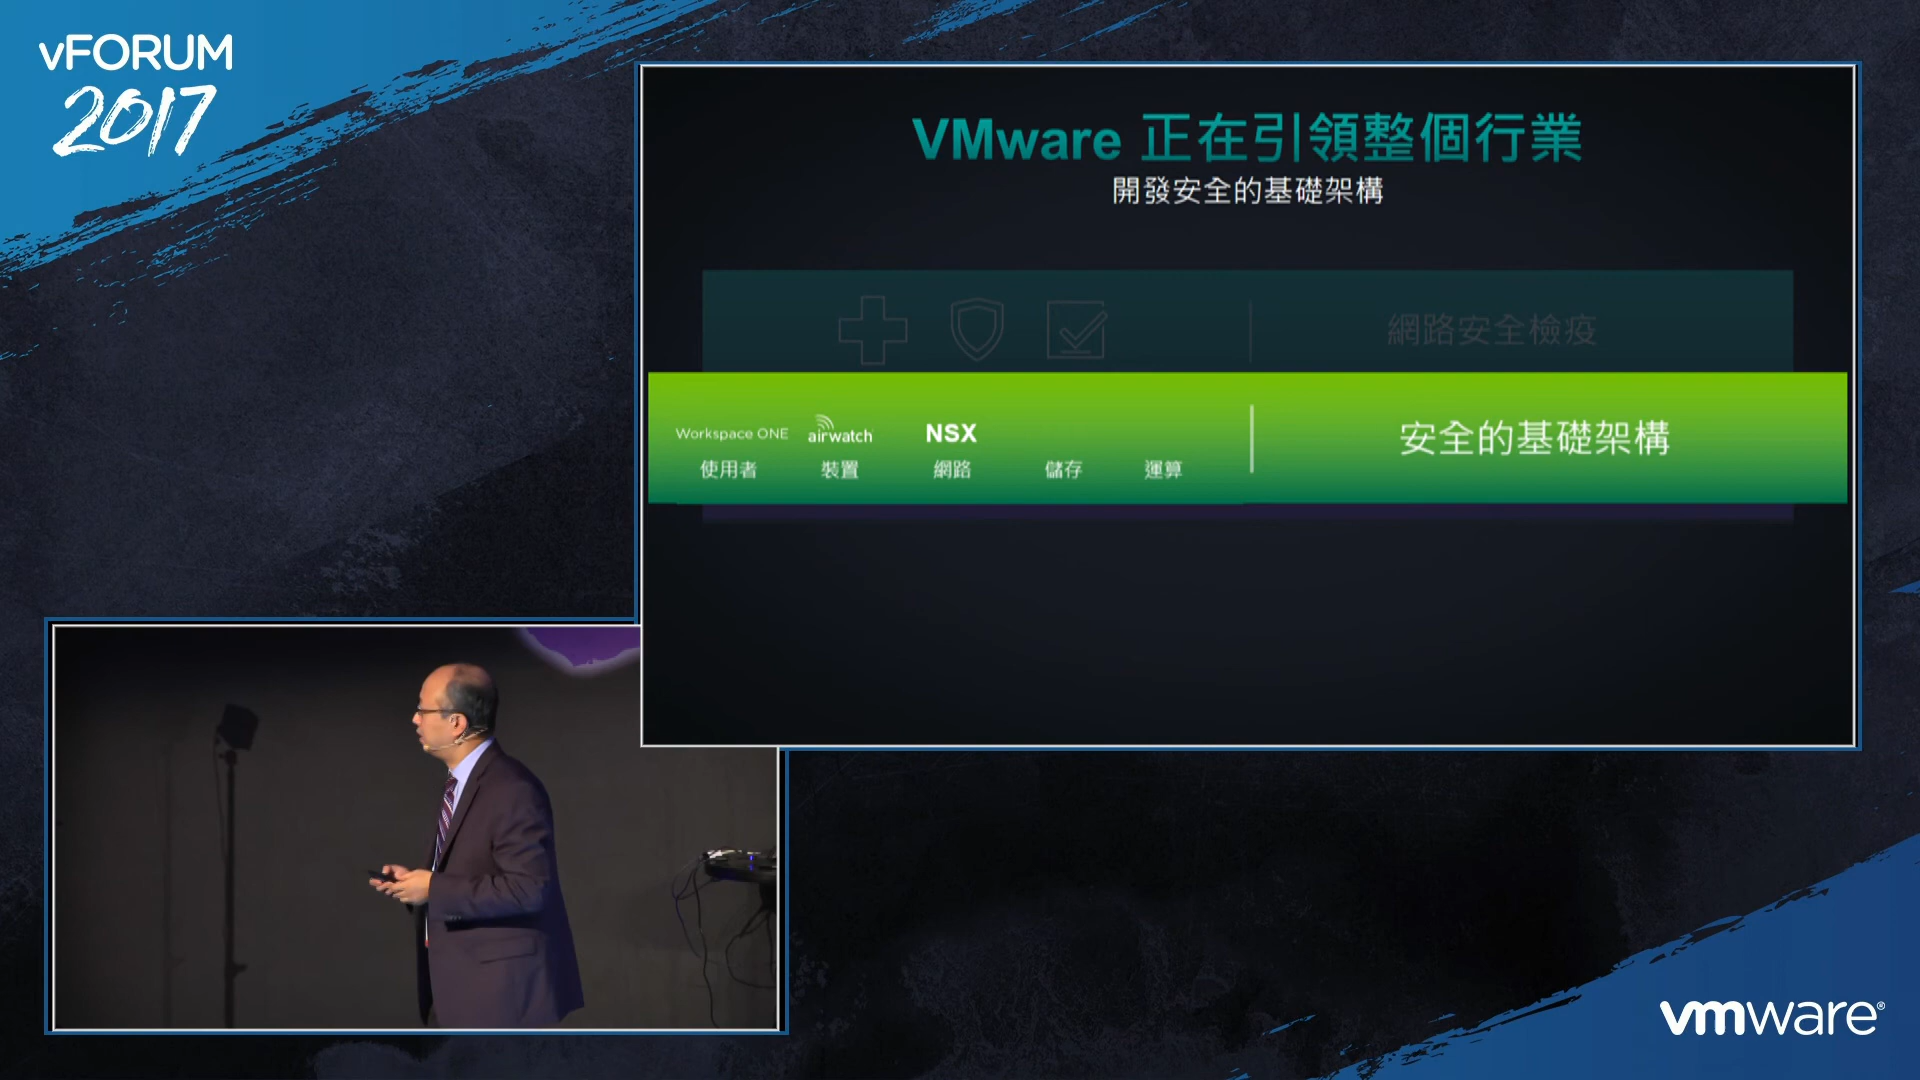 vFORUM
2017
VMware 正在引領整個行業
開發安全的基礎架構
網路安全檢疫
Workspace ONE
airwatch
NSX
使用者
裝置
網路
儲存
運算
安全的基礎架構
vmware®